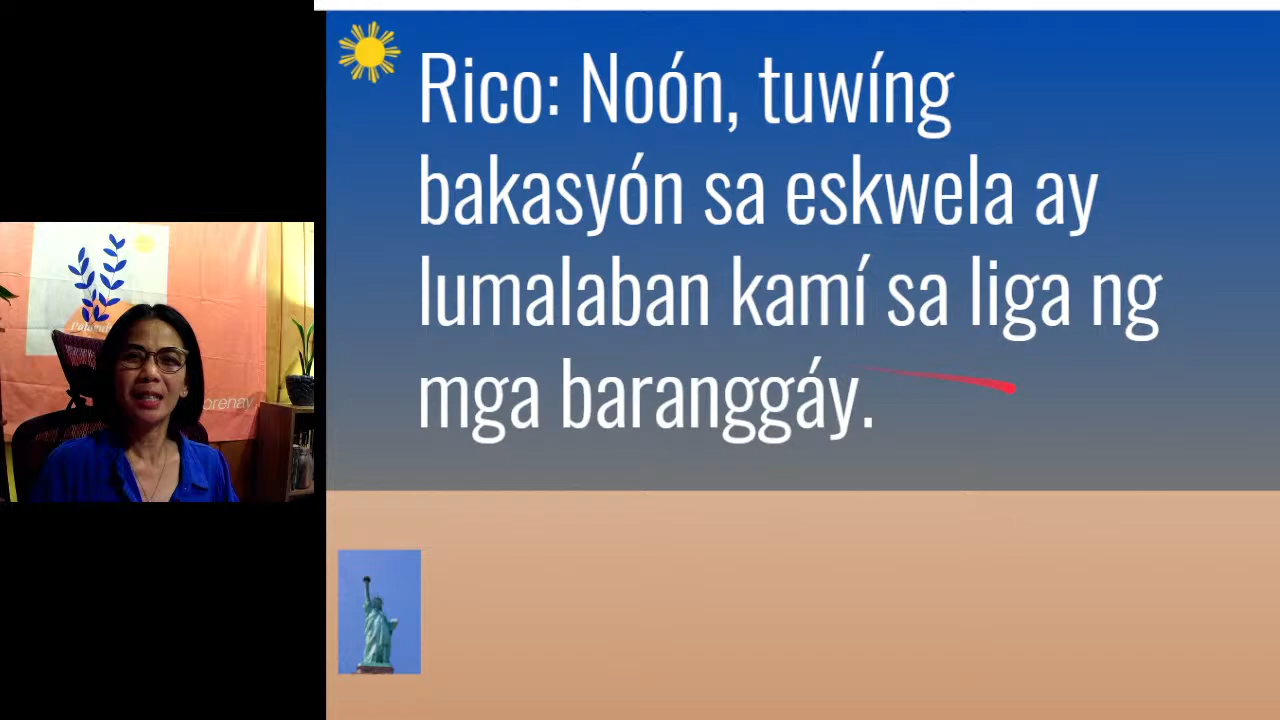 Rico: Noón, tuwíng
bakasyón sa eskwela ay
lumalaban kamí sa liga ng
mga baranggáy.